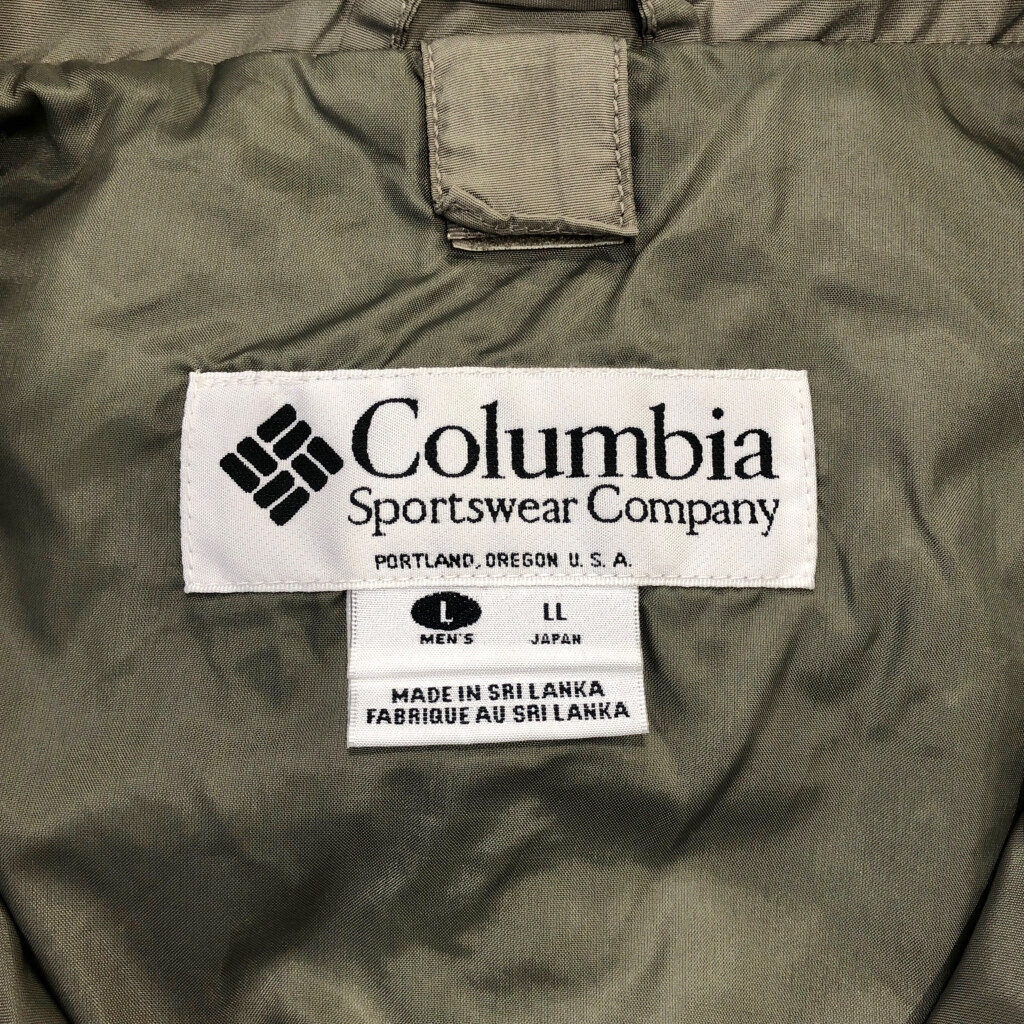 Columbia
Sportswear Company
PORTLAND, OREGON U. S. A.
L LL
MEN'S JAPAN
MADE IN SRI LANKA
FABRIQUE AU SRI LANKA